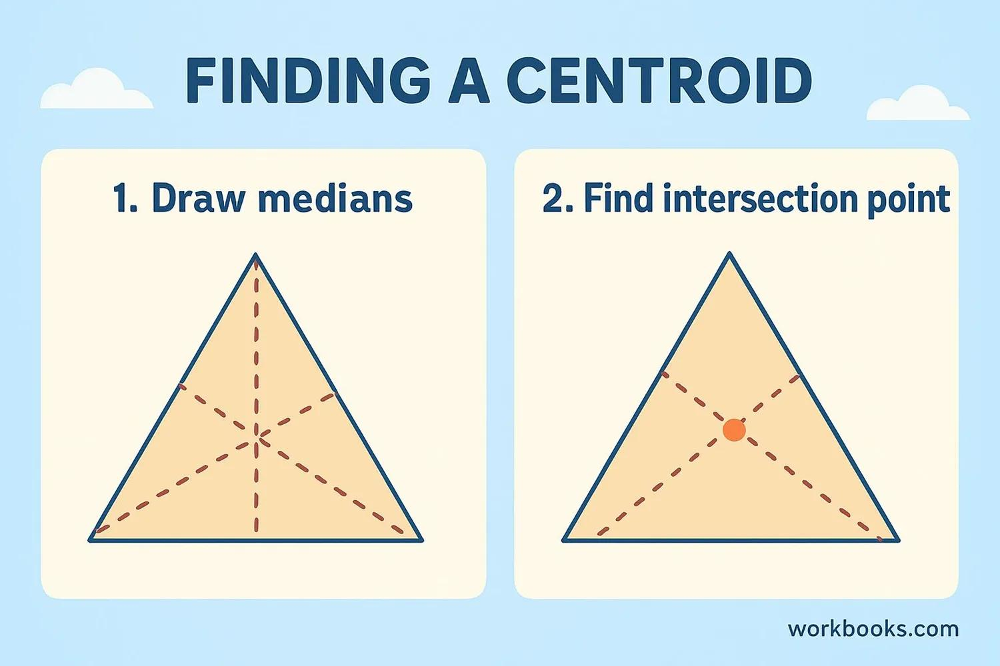 FINDING A CENTROID
1. Draw medians
2. Find intersection point
workbooks.com